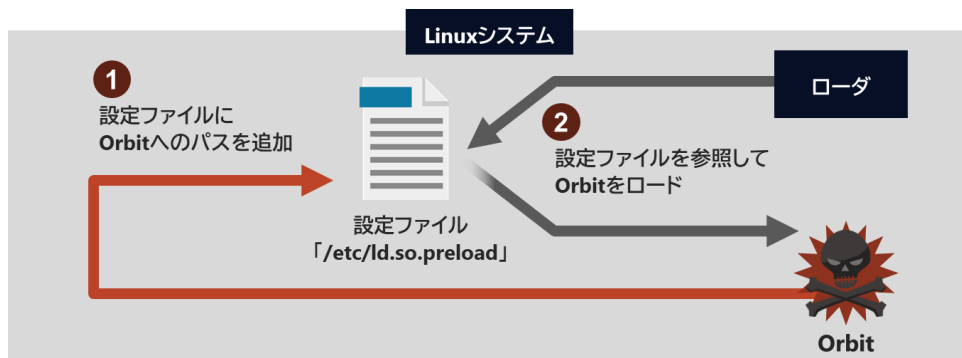 Linuxシステム
1
設定ファイルに
Orbitへのパスを追加
ローダ
2
設定ファイルを参照して
Orbitをロード
設定ファイル
「/etc/ld.so.preload」
Orbit